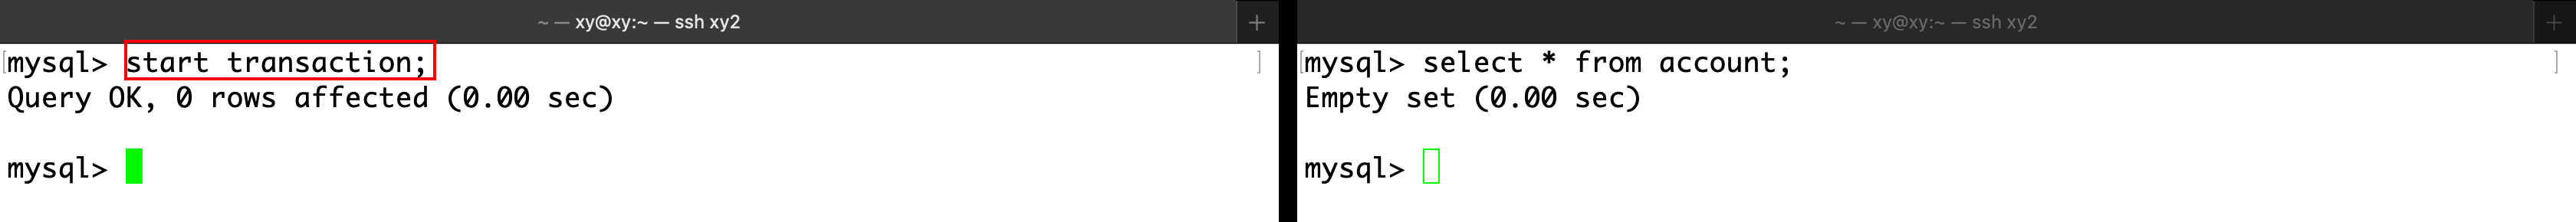 ~ — xy@xy:~ — ssh xy2
+
mysql> start transaction;
Query OK, 0 rows affected (0.00 sec)
mysql>
~ — xy@xy:~ — ssh xy2
+
mysql> select * from account;
Empty set (0.00 sec)
mysql>